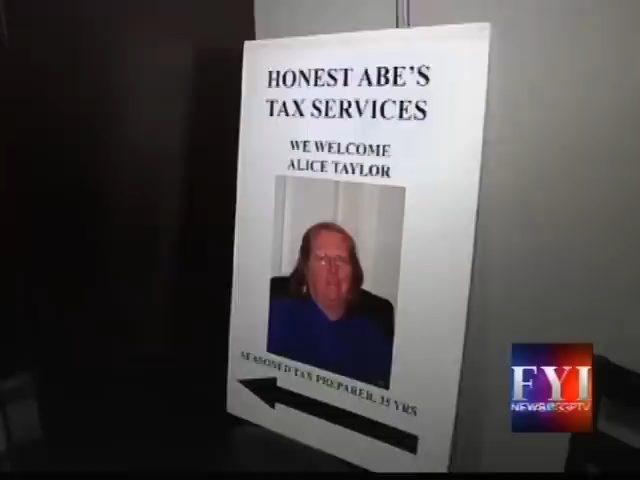 HONEST ABE'S
TAX SERVICES
WE WELCOME
ALICE TAYLOR
SEASONED TAX PREPARER, 35 YRS
FYI